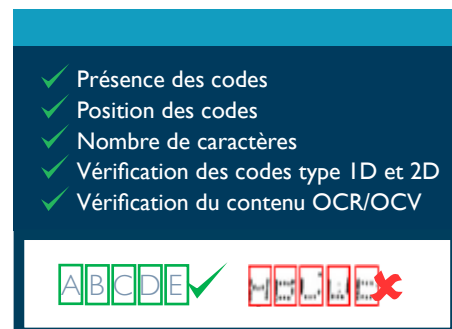 Présence des codes
Position des codes
Nombre de caractères
Vérification des codes type 1D et 2D
Vérification du contenu OCR/OCV
ABCDE